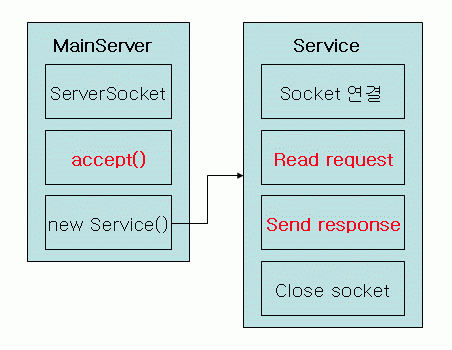 MainServer
ServerSocket
accept()
new Service()
Service
Socket 연결
Read request
Send response
Close socket